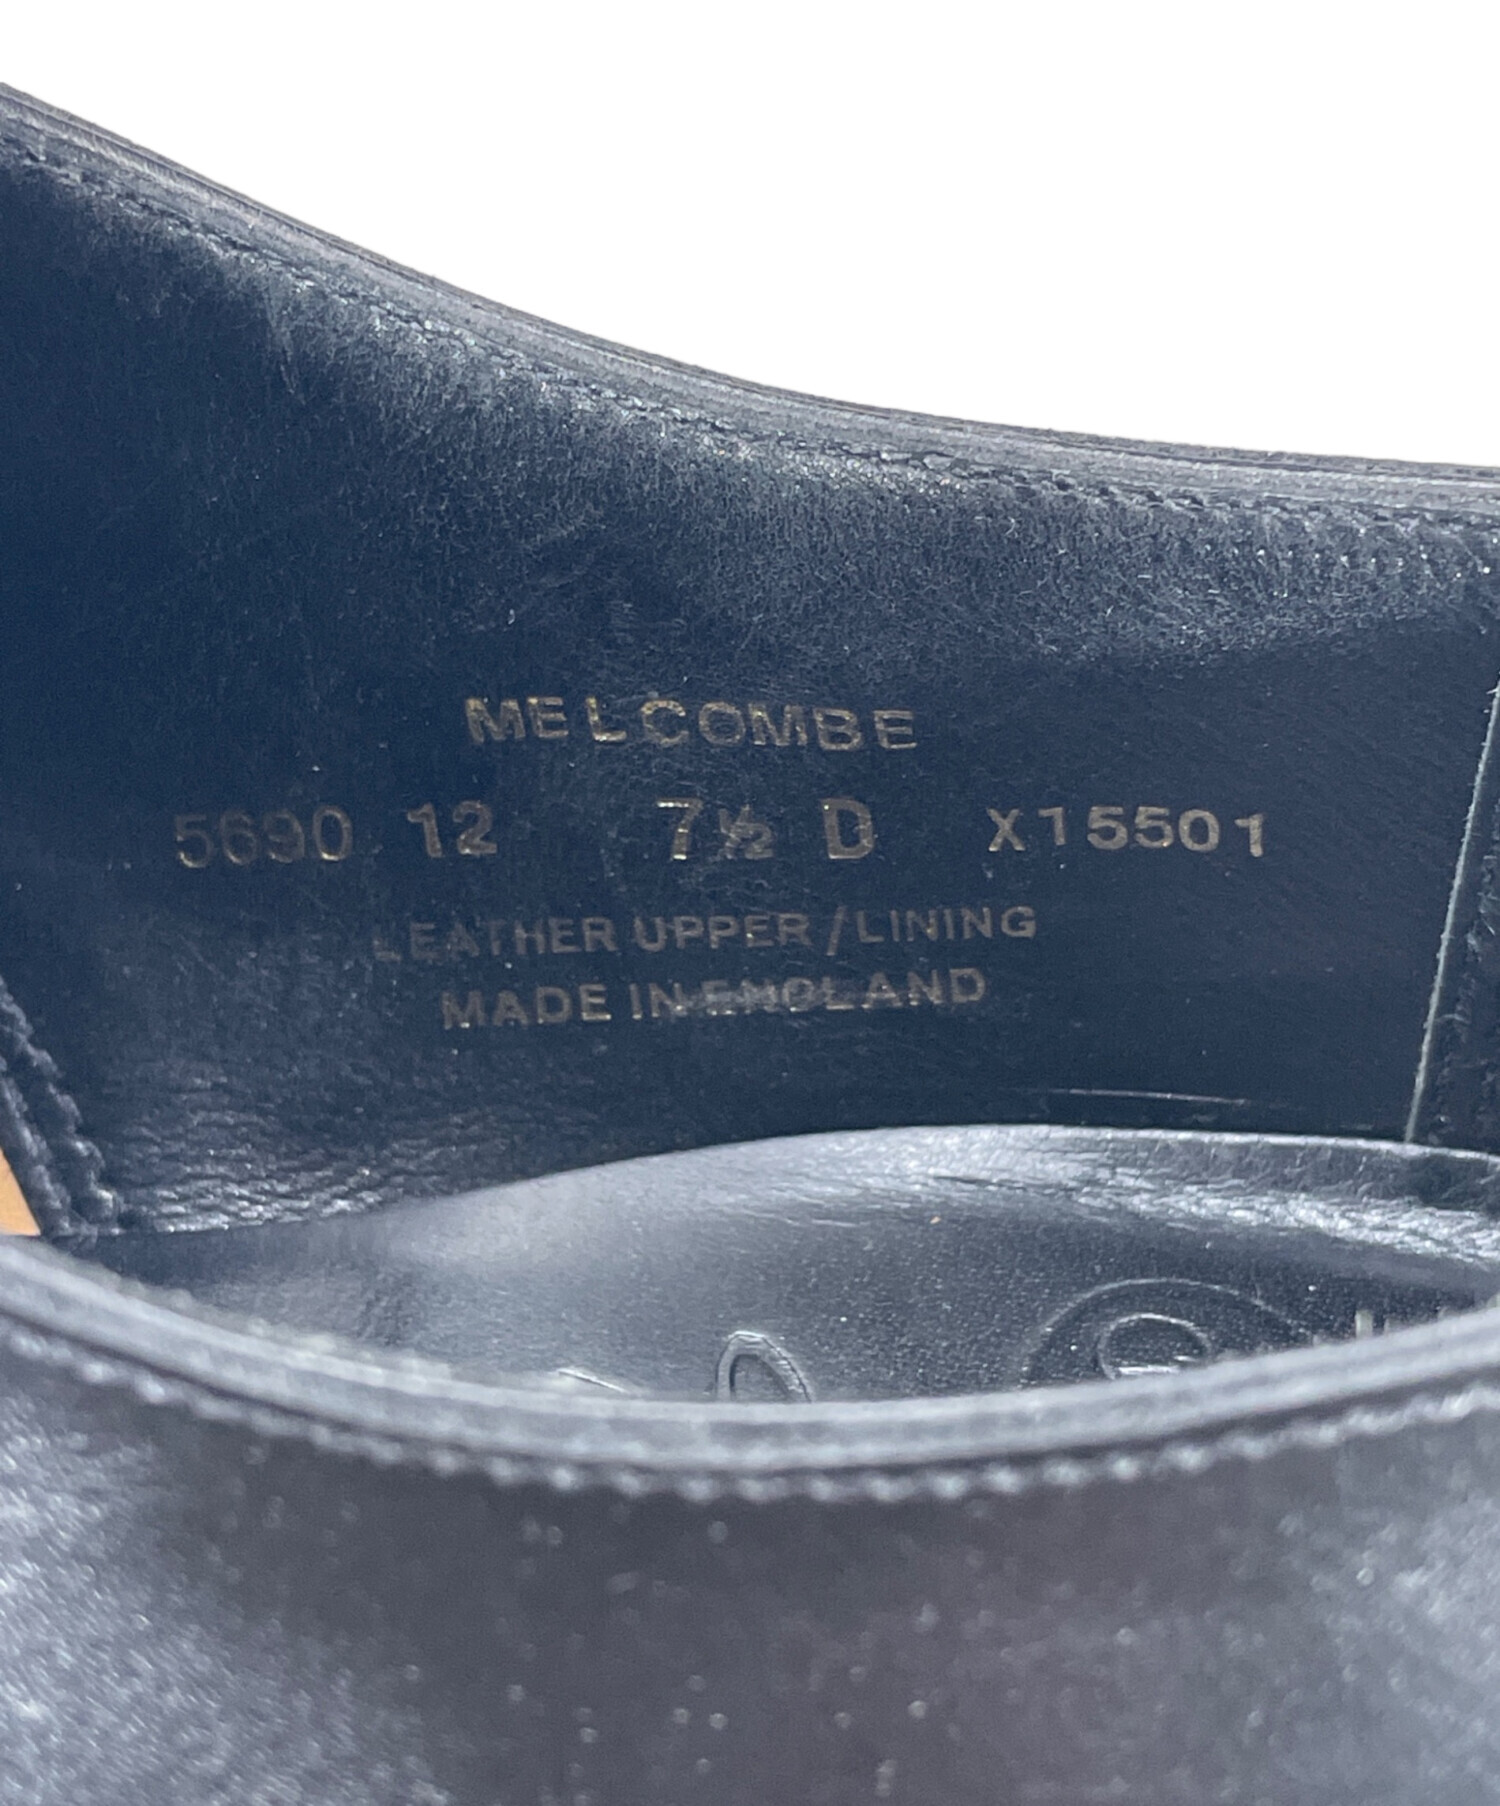 MELCOMBE
5690 12 7½ D X15501
LEATHER UPPER/LINING
MADE IN ENGLAND